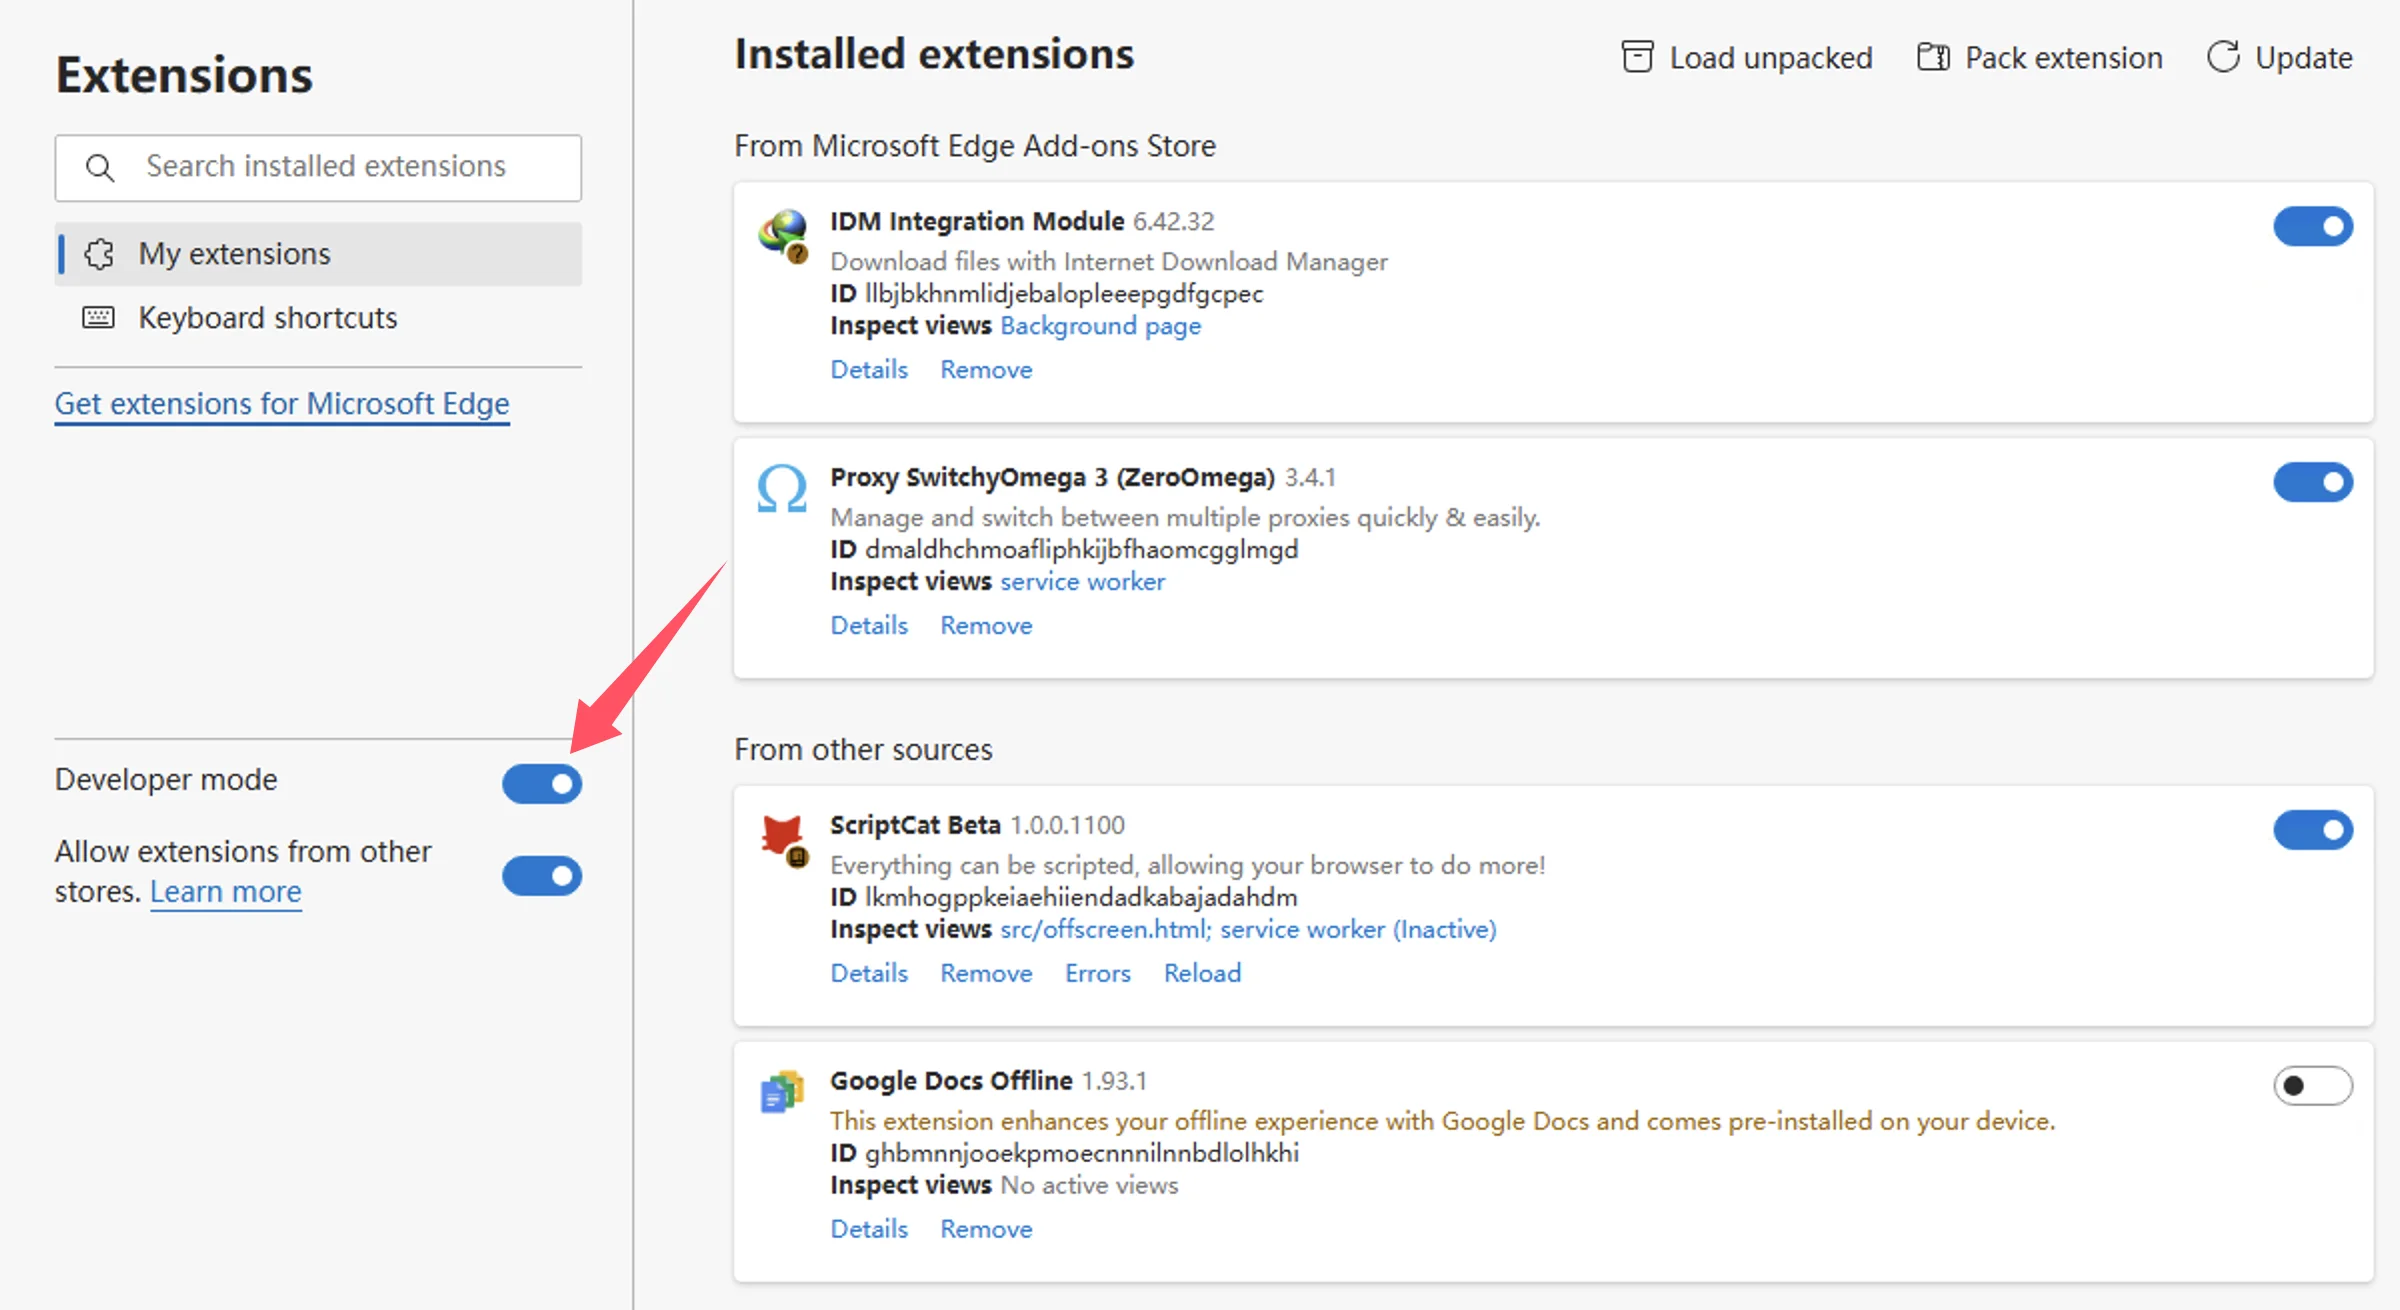 Extensions
Search installed extensions
My extensions
Keyboard shortcuts
Get extensions for Microsoft Edge
Developer mode
Allow extensions from other
stores. Learn more
Installed extensions
Load unpacked
Pack extension
Update
From Microsoft Edge Add-ons Store
IDM Integration Module 6.42.32
Download files with Internet Download Manager
ID llbjbkhnmlidjebalopleeepgdfgcpec
Inspect views Background page
Details Remove
Proxy SwitchyOmega 3 (ZeroOmega) 3.4.1
Manage and switch between multiple proxies quickly & easily.
ID dmaldhchmoafliphkijbfhaomcgglmgd
Inspect views service worker
Details Remove
From other sources
ScriptCat Beta 1.0.0.1100
Everything can be scripted, allowing your browser to do more!
ID lkmhogppkeiaehiiendadkabajadahdm
Inspect views src/offscreen.html; service worker (Inactive)
Details Remove Errors Reload
Google Docs Offline 1.93.1
This extension enhances your offline experience with Google Docs and comes pre-installed on your device.
ID ghbmnnjooekpmoecnnnilnnbdlolhkhi
Inspect views No active views
Details Remove